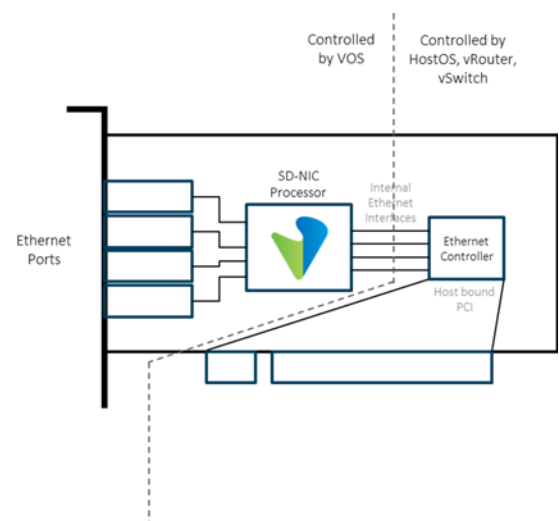 Controlled
by VOS
Controlled by
HostOS, vRouter,
vSwitch
SD-NIC
Processor
Internal
Ethernet
Interfaces
Ethernet
Ports
Ethernet
Controller
Host bound
PCI